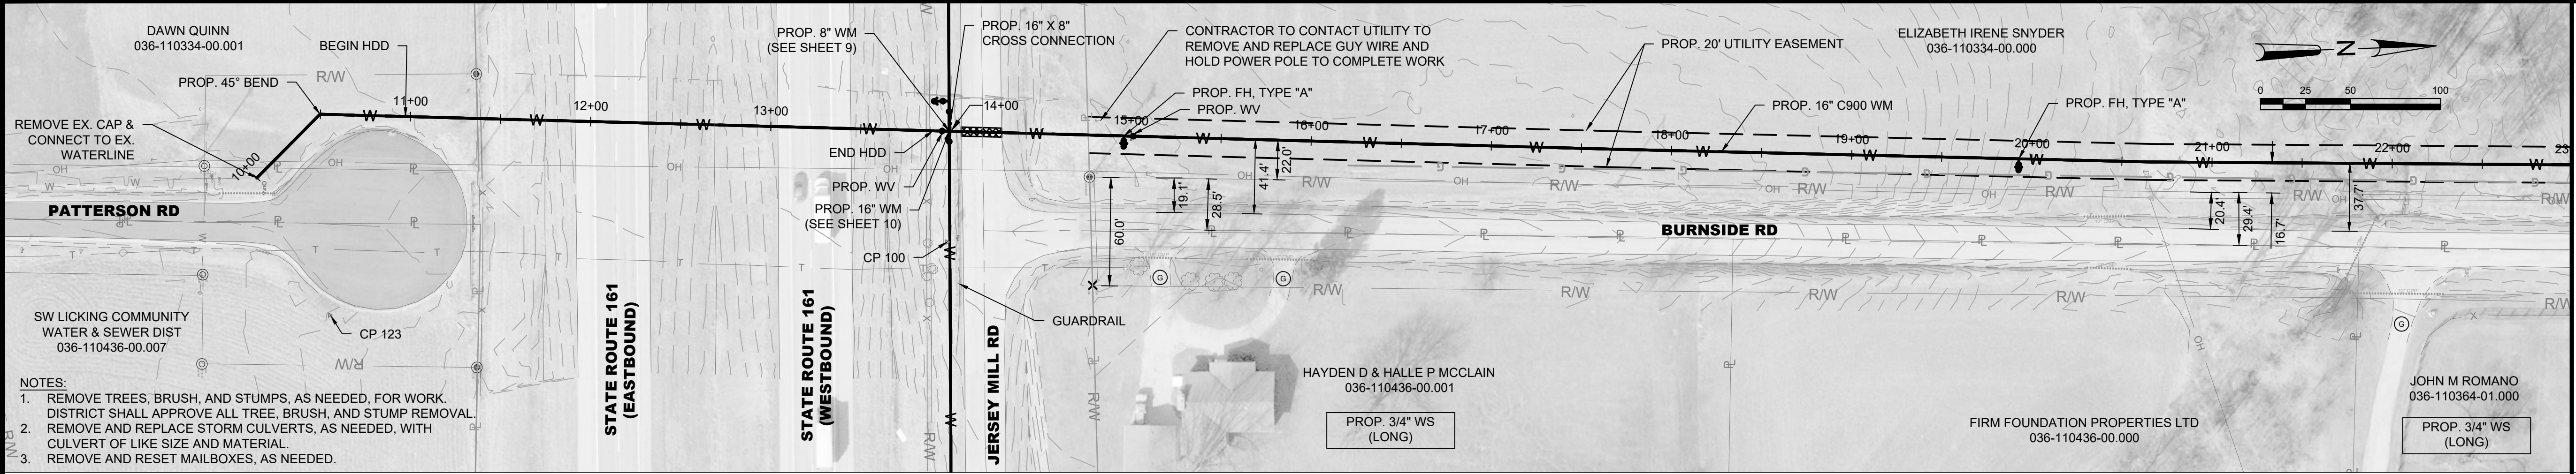 DAWN QUINN
036-110334-00.001
BEGIN HDD
R/W
PROP. 45° BEND
REMOVE EX. CAP &
CONNECT TO EX.
WATERLINE
10+00
11+00
12+00
13+00
14+00
15+00
16+00
17+00
18+00
19+00
20+00
21+00
22+00
23
PROP. 8" WM
(SEE SHEET 9)
PROP. 16" X 8"
CROSS CONNECTION
CONTRACTOR TO CONTACT UTILITY TO
REMOVE AND REPLACE GUY WIRE AND
HOLD POWER POLE TO COMPLETE WORK
PROP. FH, TYPE "A"
PROP. WV
PROP. 20' UTILITY EASEMENT
ELIZABETH IRENE SNYDER
036-110334-00.000
PROP. 16" C900 WM
PROP. FH, TYPE "A"
N
0 25 50 100
END HDD
PROP. WV
PROP. 16" WM
(SEE SHEET 10)
CP 100
GUARDRAIL
PATTERSON RD
BURNSIDE RD
STATE ROUTE 161
(EASTBOUND)
STATE ROUTE 161
(WESTBOUND)
JERSEY MILL RD
60.0'
19.1'
28.5'
41.4'
22.0'
20.4'
29.4'
16.7'
37.7'
OH
R/W
G
SW LICKING COMMUNITY
WATER & SEWER DIST
036-110436-00.007
CP 123
R/W
HAYDEN D & HALLE P MCCLAIN
036-110436-00.001
PROP. 3/4" WS
(LONG)
FIRM FOUNDATION PROPERTIES LTD
036-110436-00.000
JOHN M ROMANO
036-110364-01.000
PROP. 3/4" WS
(LONG)
NOTES:
1. REMOVE TREES, BRUSH, AND STUMPS, AS NEEDED, FOR WORK.
DISTRICT SHALL APPROVE ALL TREE, BRUSH, AND STUMP REMOVAL.
2. REMOVE AND REPLACE STORM CULVERTS, AS NEEDED, WITH
CULVERT OF LIKE SIZE AND MATERIAL.
3. REMOVE AND RESET MAILBOXES, AS NEEDED.